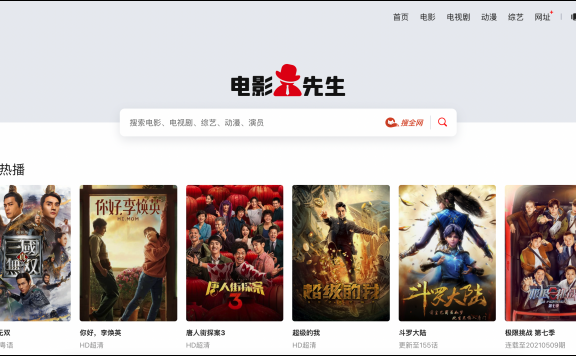 首页 电影 电视剧 动漫 综艺 网址
电影先生
搜索电影、电视剧、综艺、动漫、演员 搜全网
热播
三国无双
你好，李焕英
HI, MOM
唐人街探案3
超级的我
斗罗大陆
无双 你好，李焕英 唐人街探案3 超级的我 斗罗大陆 极限挑战 第七季
粤语 HD超清 HD超清 HD超清 更新至155话 连载至20210509期